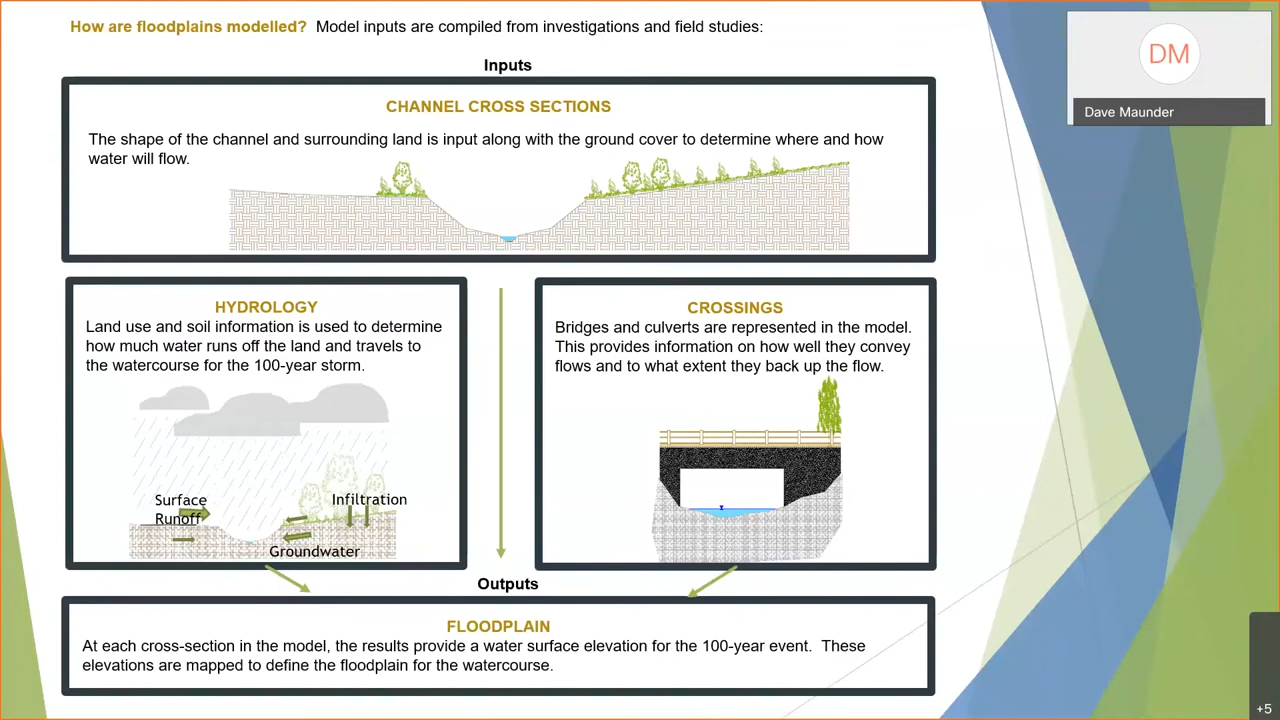 How are floodplains modelled? Model inputs are compiled from investigations and field studies:
Inputs
CHANNEL CROSS SECTIONS
The shape of the channel and surrounding land is input along with the ground cover to determine where and how
water will flow.
HYDROLOGY
Land use and soil information is used to determine
how much water runs off the land and travels to
the watercourse for the 100-year storm.
Surface
Runoff
Infiltration
Groundwater
CROSSINGS
Bridges and culverts are represented in the model.
This provides information on how well they convey
flows and to what extent they back up the flow.
Outputs
FLOODPLAIN
At each cross-section in the model, the results provide a water surface elevation for the 100-year event. These
elevations are mapped to define the floodplain for the watercourse.
DM
Dave Maunder
+5